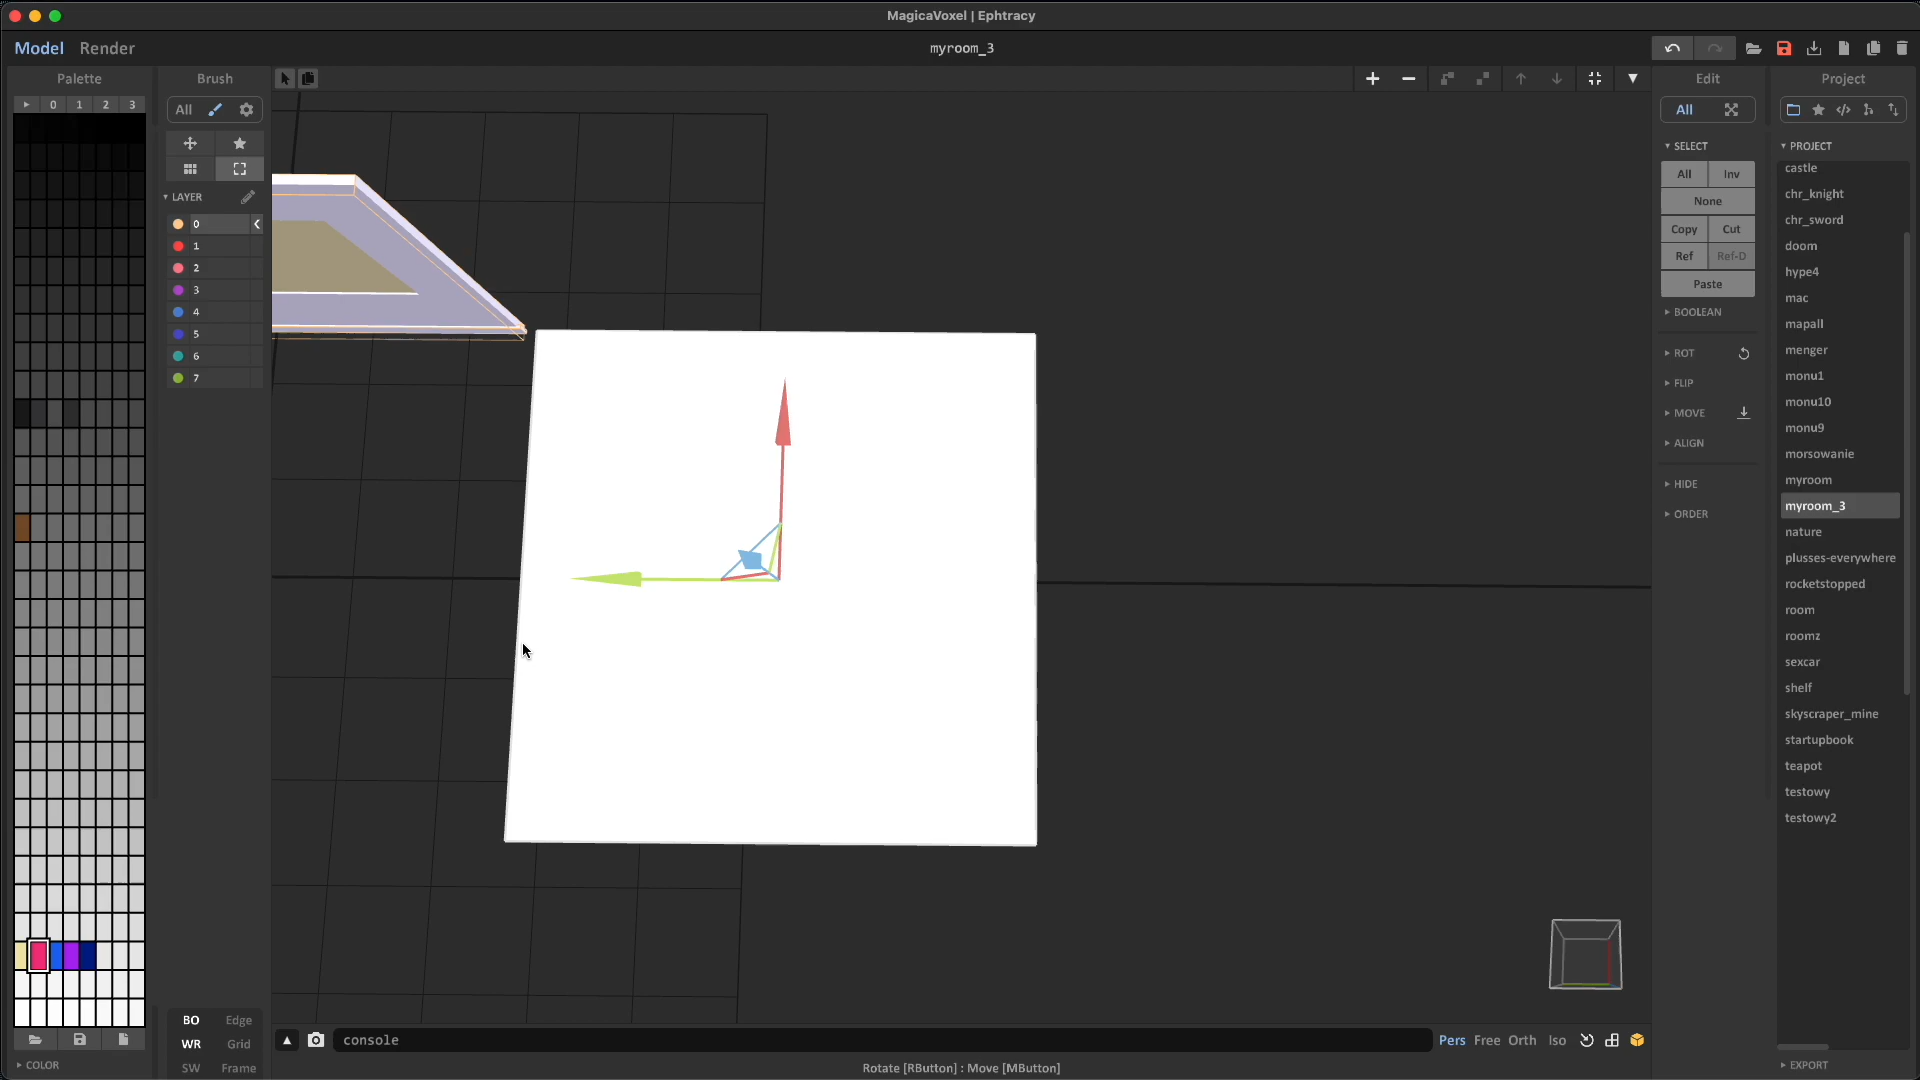 MagicaVoxel | Ephtracy
Model Render
myroom_3
Palette
0 1 2 3
COLOR
Brush
All
LAYER
0
1
2
3
4
5
6
7
BO Edge
WR Grid
SW Frame
console
Pers Free Orth Iso
Rotate [RButton] : Move [MButton]
Edit
All
SELECT
All Inv
None
Copy Cut
Ref Ref-D
Paste
BOOLEAN
ROT
FLIP
MOVE
ALIGN
HIDE
ORDER
Project
PROJECT
castle
chr_knight
chr_sword
doom
hype4
mac
mapall
menger
monu1
monu10
monu9
morsowanie
myroom
myroom_3
nature
plusses-everywhere
rocketstopped
room
roomz
sexcar
shelf
skyscraper_mine
startupbook
teapot
testowy
testowy2
EXPORT